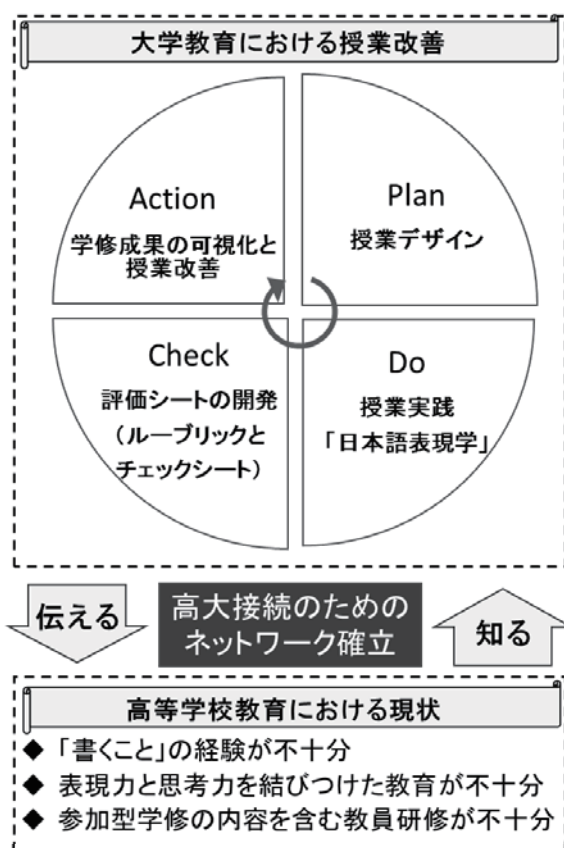 大学教育における授業改善
Action
学修成果の可視化と
授業改善
Plan
授業デザイン
Check
評価シートの開発
(ルーブリックと
チェックシート)
Do
授業実践
「日本語表現学」
伝える
高大接続のための
ネットワーク確立
知る
高等学校教育における現状
◆ 「書くこと」の経験が不十分
◆ 表現力と思考力を結びつけた教育が不十分
◆ 参加型学修の内容を含む教員研修が不十分